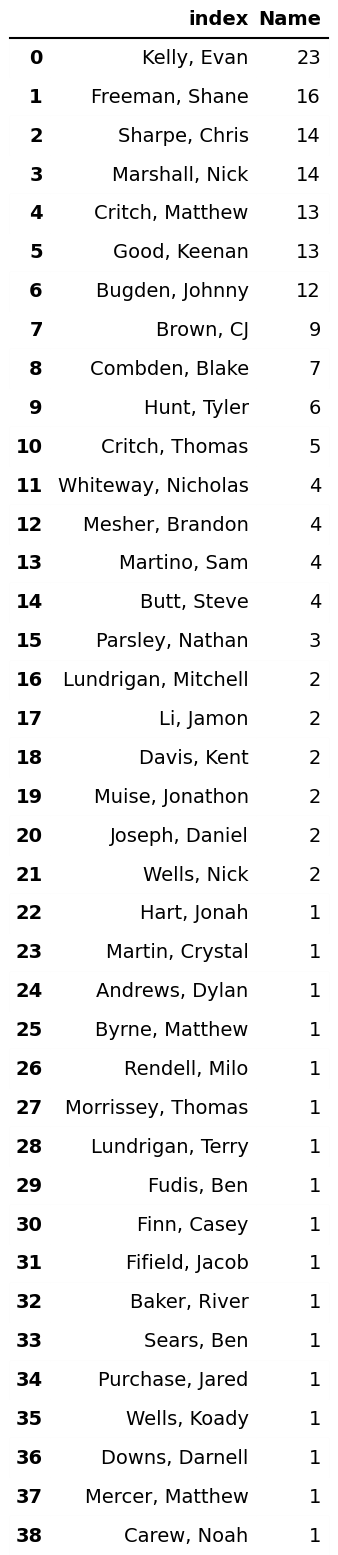 index Name
0 Kelly, Evan 23
1 Freeman, Shane 16
2 Sharpe, Chris 14
3 Marshall, Nick 14
4 Critch, Matthew 13
5 Good, Keenan 13
6 Bugden, Johnny 12
7 Brown, CJ 9
8 Combden, Blake 7
9 Hunt, Tyler 6
10 Critch, Thomas 5
11 Whiteway, Nicholas 4
12 Mesher, Brandon 4
13 Martino, Sam 4
14 Butt, Steve 4
15 Parsley, Nathan 3
16 Lundrigan, Mitchell 2
17 Li, Jamon 2
18 Davis, Kent 2
19 Muise, Jonathon 2
20 Joseph, Daniel 2
21 Wells, Nick 2
22 Hart, Jonah 1
23 Martin, Crystal 1
24 Andrews, Dylan 1
25 Byrne, Matthew 1
26 Rendell, Milo 1
27 Morrissey, Thomas 1
28 Lundrigan, Terry 1
29 Fudis, Ben 1
30 Finn, Casey 1
31 Fifield, Jacob 1
32 Baker, River 1
33 Sears, Ben 1
34 Purchase, Jared 1
35 Wells, Koady 1
36 Downs, Darnell 1
37 Mercer, Matthew 1
38 Carew, Noah 1